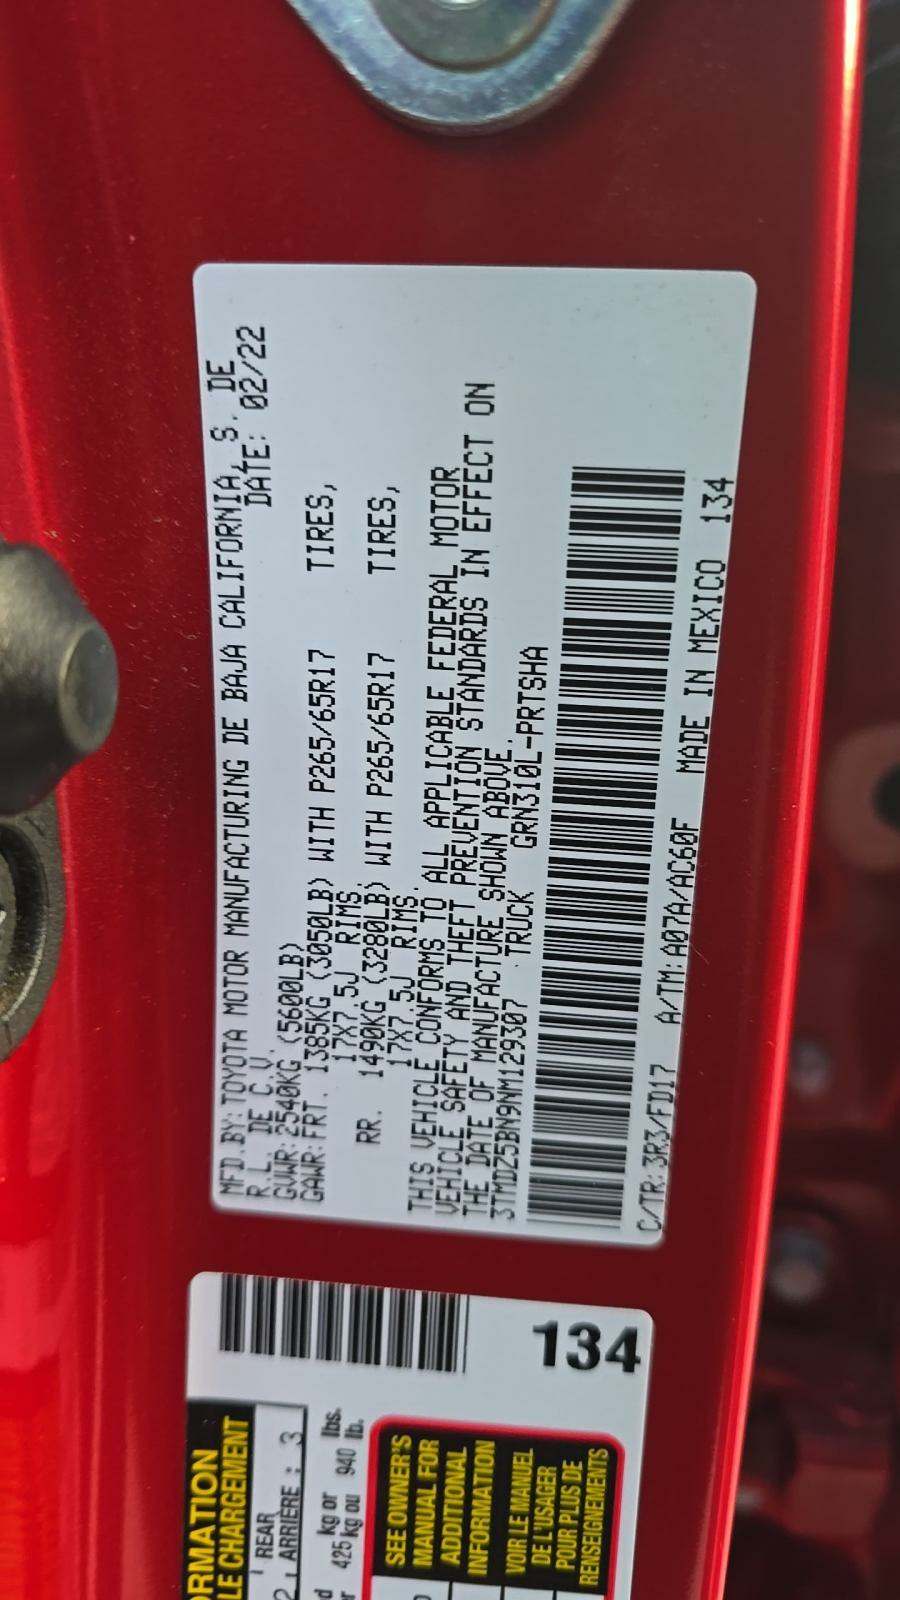 MFD.BY:TOYOTA MOTOR MANUFACTURING DE BAJA CALIFORNIA, S. DE
R.L. DE C.V. DATE: 02/22
GVWR:2540KG (5600LB)
GAWR:FRT. 1385KG (3050LB) WITH P265/65R17 TIRES,
17X7.5J RIMS.
RR. 1490KG (3280LB) WITH P265/65R17 TIRES,
17X7.5J RIMS.
THIS VEHICLE CONFORMS TO ALL APPLICABLE FEDERAL MOTOR
VEHICLE SAFETY AND THEFT PREVENTION STANDARDS IN EFFECT ON
THE DATE OF MANUFACTURE SHOWN ABOVE.
3TMDZ5BN9NM129307 TRUCK GRN310L-PRTSHA
C/TR:3R3/FD17 A/TM:A07A/AC60F MADE IN MEXICO 134
134
ORMATION
LE CHARGEMENT
REAR 3
ARRIÈRE :
kg or lbs.
425 kg ou 940 lb.
SEE OWNER'S
MANUAL FOR
ADDITIONAL
INFORMATION
VOIR LE MANUEL
DE L'USAGER
POUR PLUS DE
RENSEIGNEMENTS